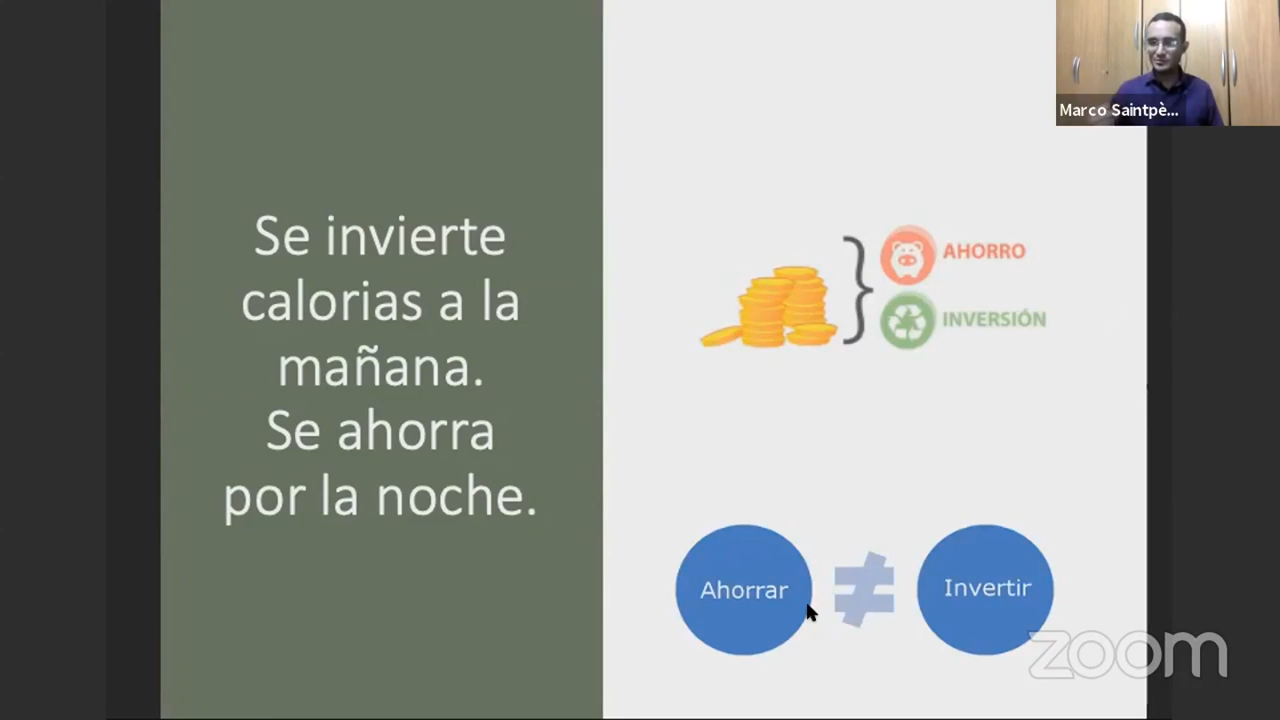 Marco Saintpè...
Se invierte
calorias a la
mañana.
Se ahorra
por la noche.
AHORRO
INVERSIÓN
Ahorrar
Invertir
zoom